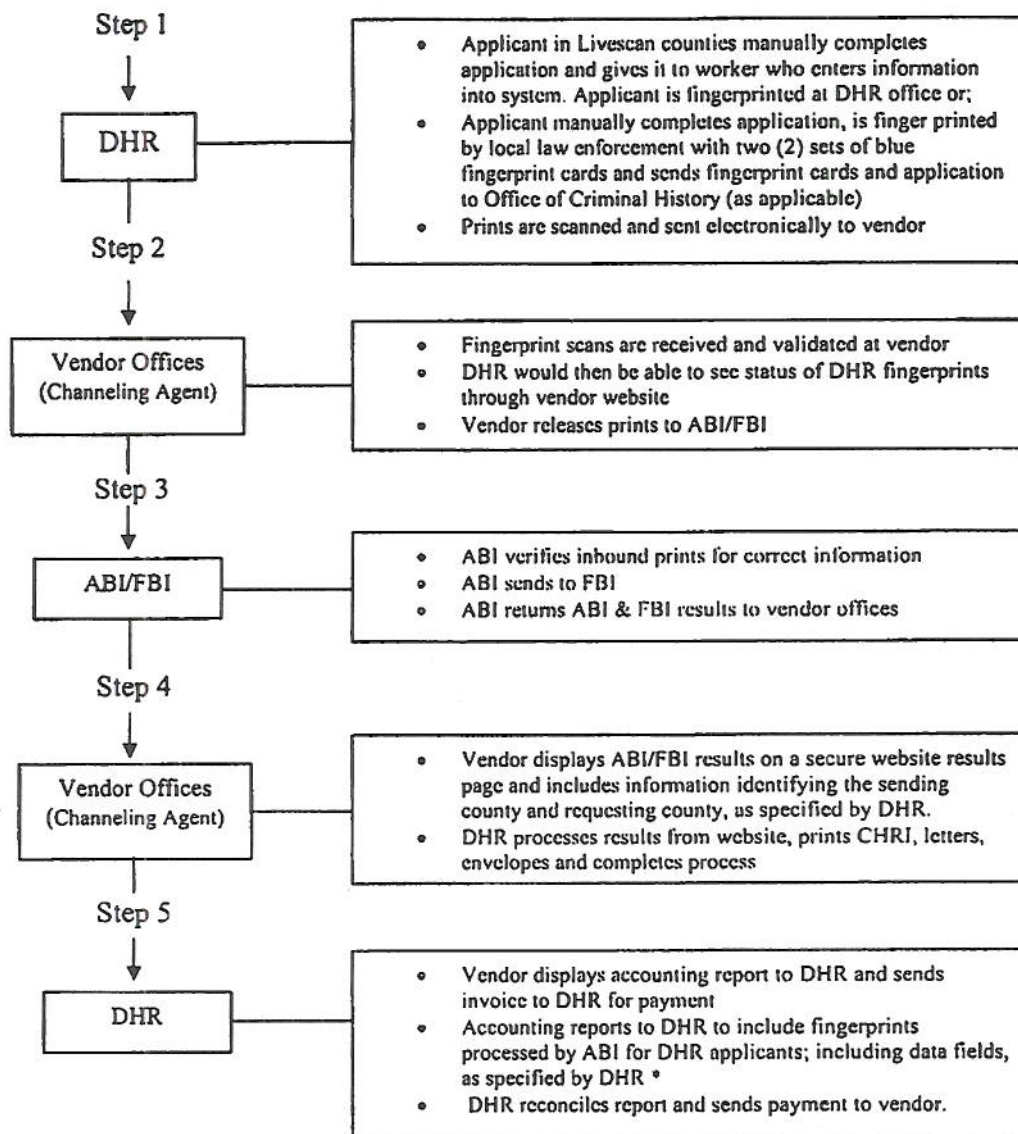 Step 1
DHR
• Applicant in Livescan counties manually completes
application and gives it to worker who enters information
into system. Applicant is fingerprinted at DHR office or;
• Applicant manually completes application, is finger printed
by local law enforcement with two (2) sets of blue
fingerprint cards and sends fingerprint cards and application
to Office of Criminal History (as applicable)
• Prints are scanned and sent electronically to vendor
Step 2
Vendor Offices
(Channeling Agent)
• Fingerprint scans are received and validated at vendor
• DHR would then be able to see status of DHR fingerprints
through vendor website
• Vendor releases prints to ABI/FBI
Step 3
ABI/FBI
• ABI verifies inbound prints for correct information
• ABI sends to FBI
• ABI returns ABI & FBI results to vendor offices
Step 4
Vendor Offices
(Channeling Agent)
• Vendor displays ABI/FBI results on a secure website results
page and includes information identifying the sending
county and requesting county, as specified by DHR.
• DHR processes results from website, prints CHRI, letters,
envelopes and completes process
Step 5
DHR
• Vendor displays accounting report to DHR and sends
invoice to DHR for payment
• Accounting reports to DHR to include fingerprints
processed by ABI for DHR applicants; including data fields,
as specified by DHR *
• DHR reconciles report and sends payment to vendor.